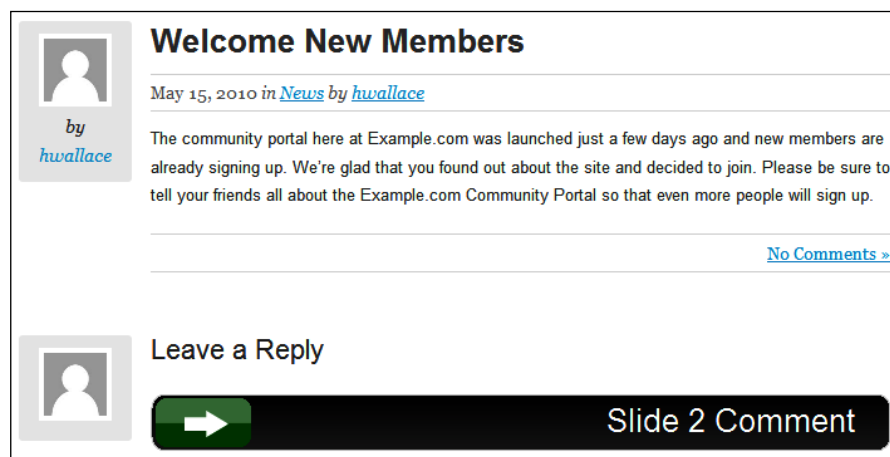 Welcome New Members
by
hwallace
May 15, 2010 in News by hwallace
The community portal here at Example.com was launched just a few days ago and new members are
already signing up. We're glad that you found out about the site and decided to join. Please be sure to
tell your friends all about the Example.com Community Portal so that even more people will sign up.
No Comments »
Leave a Reply
Slide 2 Comment